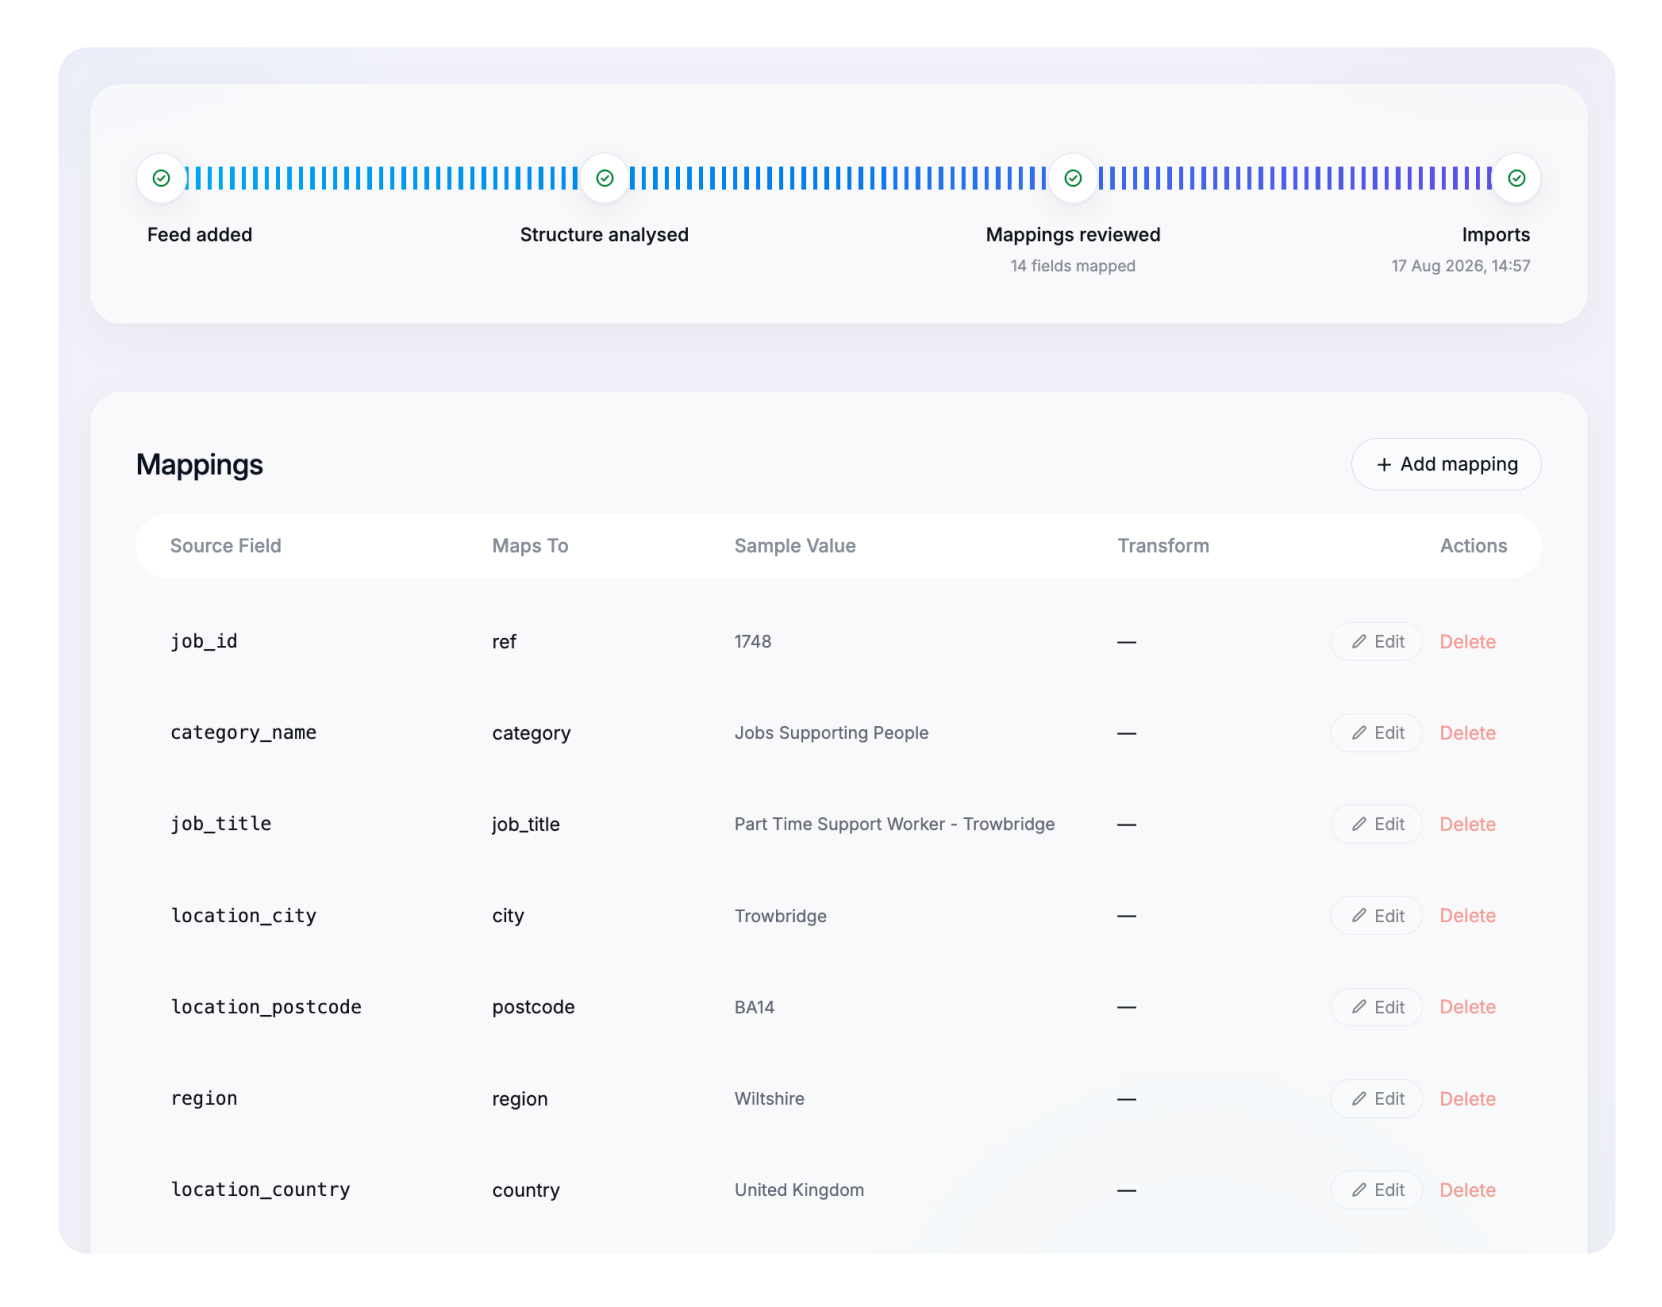 Feed added
Structure analysed
Mappings reviewed
14 fields mapped
Imports
17 Aug 2026, 14:57
Mappings
+ Add mapping
Source Field Maps To Sample Value Transform Actions
job_id ref 1748 — Edit Delete
category_name category Jobs Supporting People — Edit Delete
job_title job_title Part Time Support Worker - Trowbridge — Edit Delete
location_city city Trowbridge — Edit Delete
location_postcode postcode BA14 — Edit Delete
region region Wiltshire — Edit Delete
location_country country United Kingdom — Edit Delete